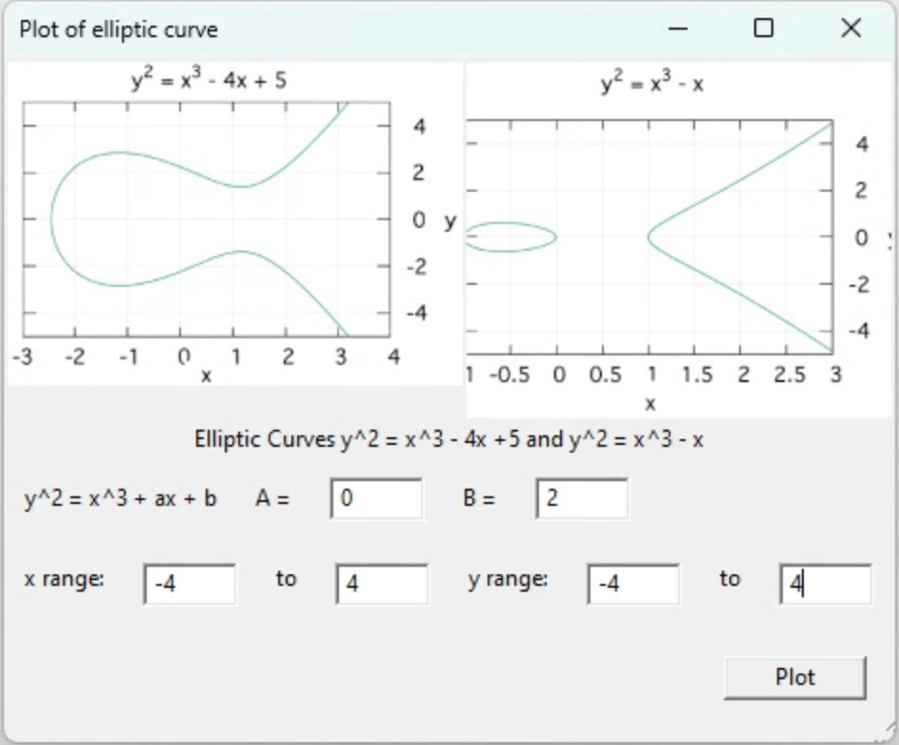 Plot of elliptic curve
y² = x³ - 4x + 5
4
2
0 y
-2
-4
-3 -2 -1 0 1 2 3 4
x
y² = x³ - x
4
2
0
-2
-4
1 -0.5 0 0.5 1 1.5 2 2.5 3
x
Elliptic Curves y^2 = x^3 - 4x +5 and y^2 = x^3 - x
y^2 = x^3 + ax + b A = 0 B = 2
x range: -4 to 4 y range: -4 to 4
Plot